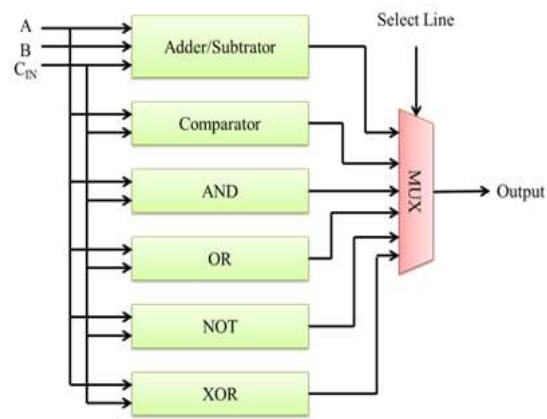 Select Line
A
B
CIN
Adder/Subtrator
Comparator
AND
OR
NOT
XOR
MUX
Output